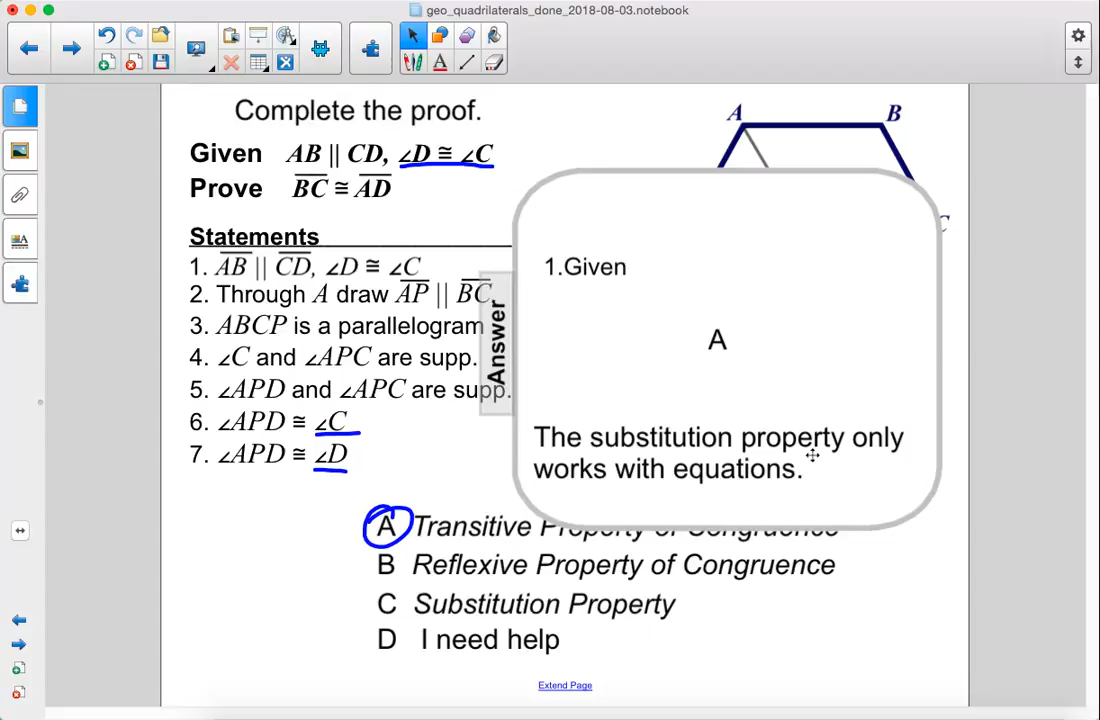 geo_quadrilaterals_done_2018-08-03.notebook
Complete the proof.
Given AB || CD, ∠D ≅ ∠C
Prove BC ≅ AD
A
B
C
Statements
1. AB || CD, ∠D ≅ ∠C
2. Through A draw AP || BC
3. ABCP is a parallelogram
4. ∠C and ∠APC are supp.
5. ∠APD and ∠APC are supp.
6. ∠APD ≅ ∠C
7. ∠APD ≅ ∠D
Answer
1.Given
A
The substitution property only
works with equations.
A Transitive Property of Congruence
B Reflexive Property of Congruence
C Substitution Property
D I need help
Extend Page